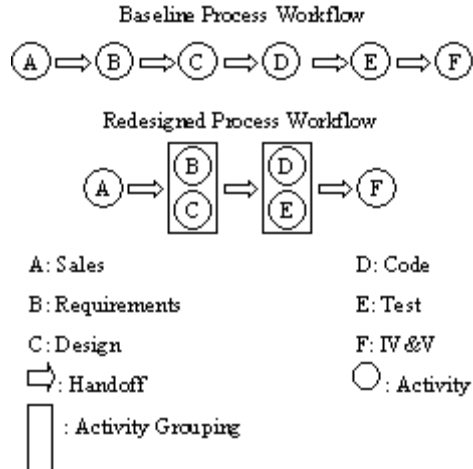 Baseline Process Workflow
A B C D E F
Redesigned Process Workflow
B D
A F
C E
A: Sales D: Code
B: Requirements E: Test
C: Design F: IV&V
: Handoff : Activity
: Activity Grouping